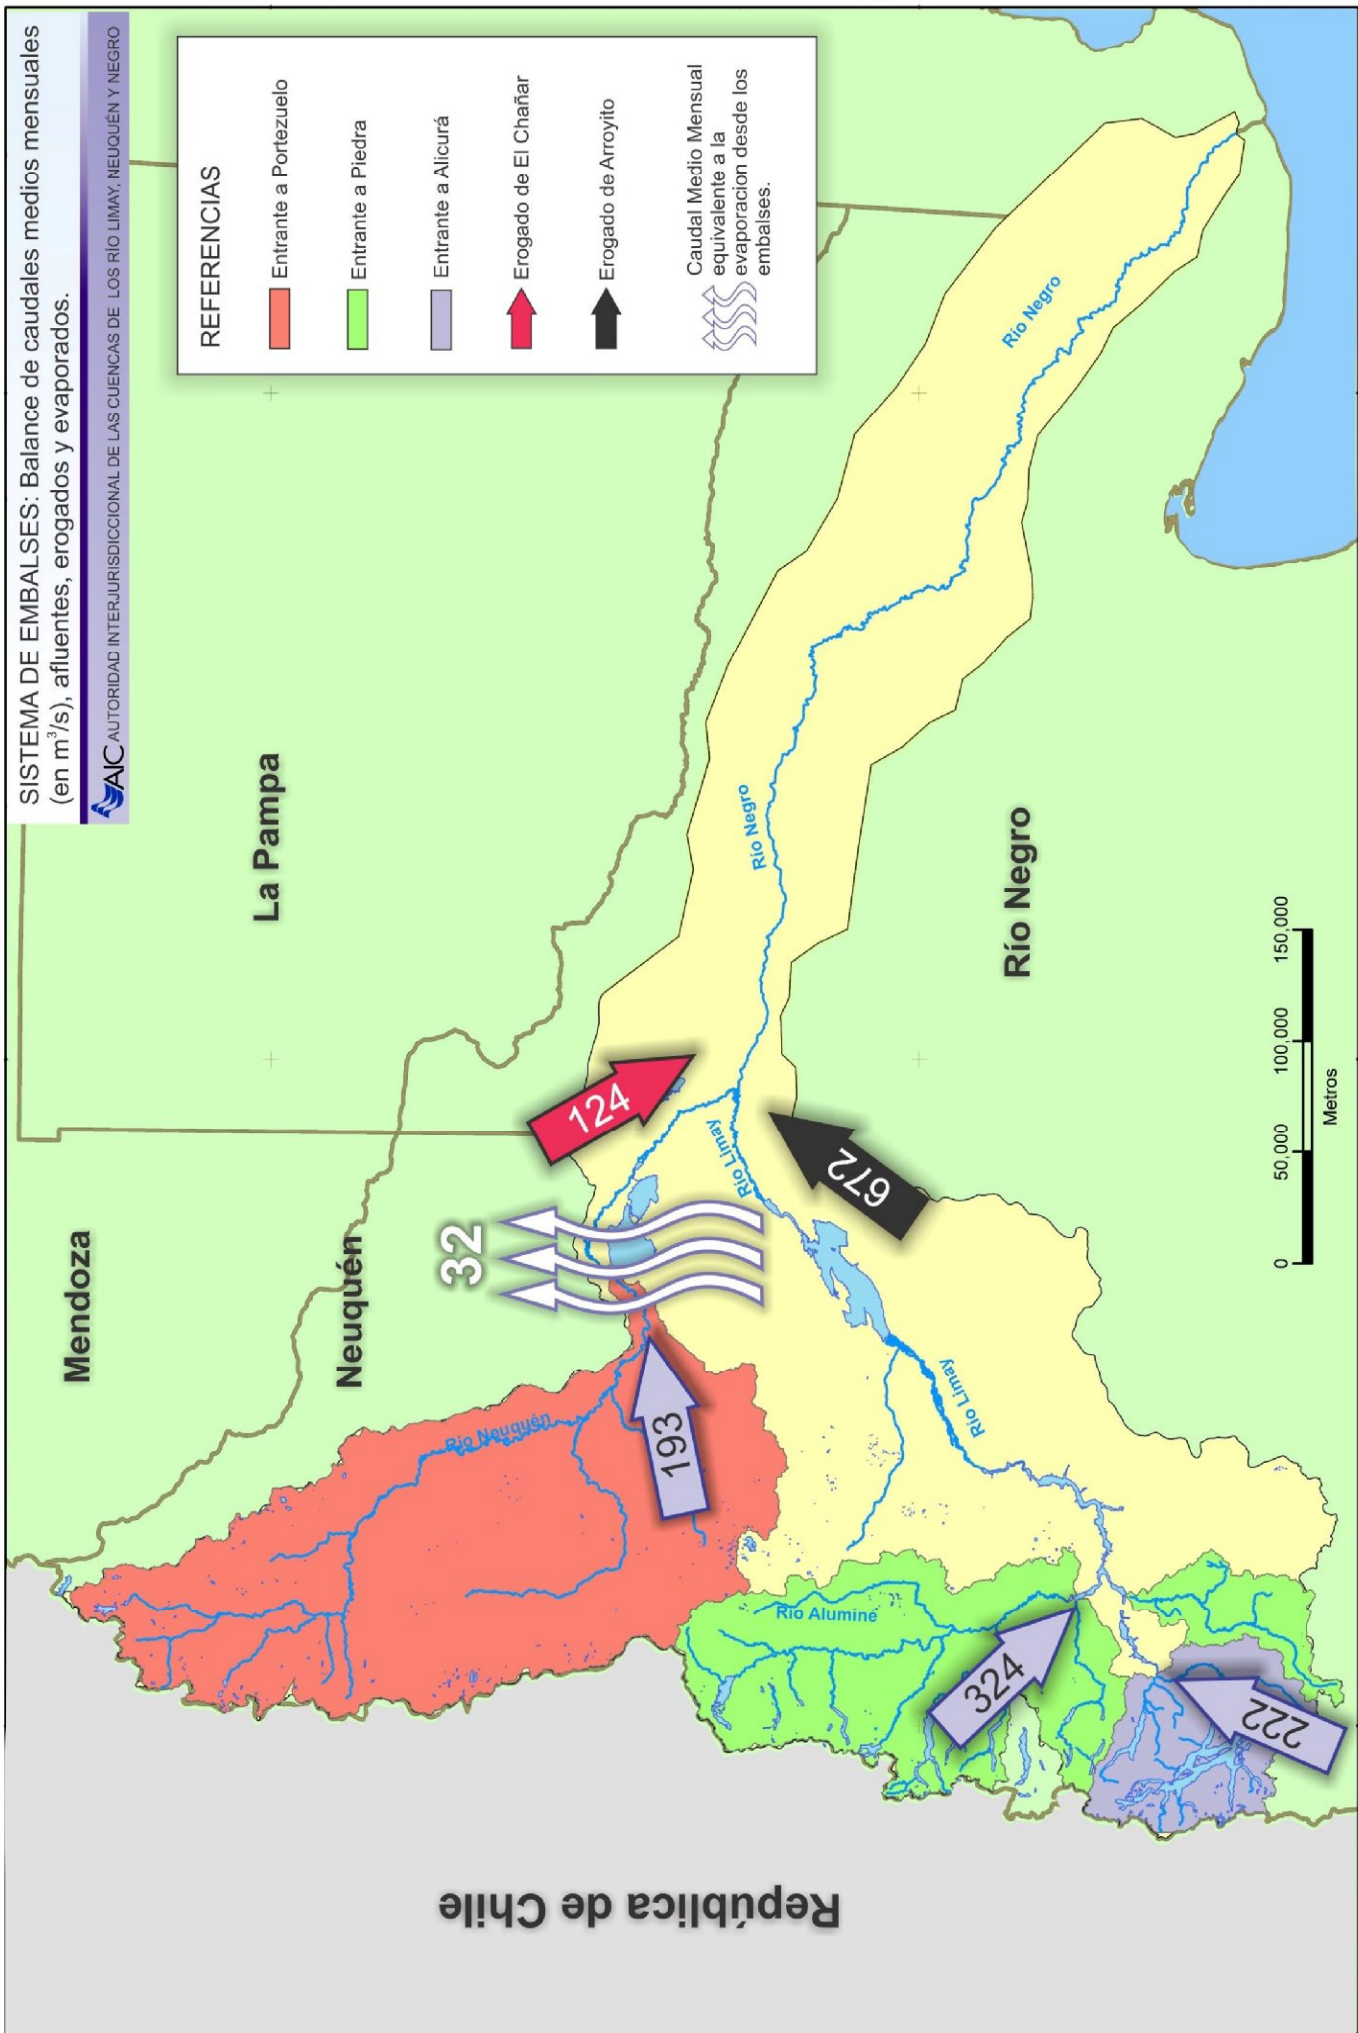 SISTEMA DE EMBALSES: Balance de caudales medios mensuales
(en m³/s), afluentes, erogados y evaporados.
AIC AUTORIDAD INTERJURISDICCIONAL DE LAS CUENCAS DE LOS RÍO LIMAY, NEUQUÉN Y NEGRO
REFERENCIAS
Entrante a Portezuelo
Entrante a Piedra
Entrante a Alicurá
Erogado de El Chañar
Erogado de Arroyito
Caudal Medio Mensual
equivalente a la
evaporacion desde los
embalses.
Mendoza
La Pampa
Neuquén
32
Río Neuquén
124
193
Río Limay
Río Negro
Río Alumine
672
Río Limay
Río Negro
324
Río Negro
222
0
50,000
100,000
150,000
Metros
República de Chile